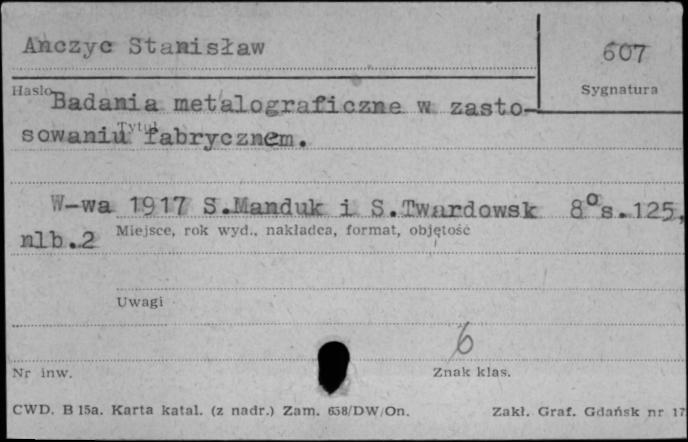 Anczyc Stanisław
607
Hasło
Sygnatura
Badania metalograficzne w zasto-
Tytuł
sowaniu fabrycznem.
W-wa 1917 S.Manduk i S.Twardowsk 8° s.125,
Miejsce, rok wyd., nakładca, format, objętość
nlb.2
Uwagi
6
Nr inw.
Znak klas.
CWD. B 15a. Karta katal. (z nadr.) Zam. 658/DW/On.
Zakł. Graf. Gdańsk nr 17